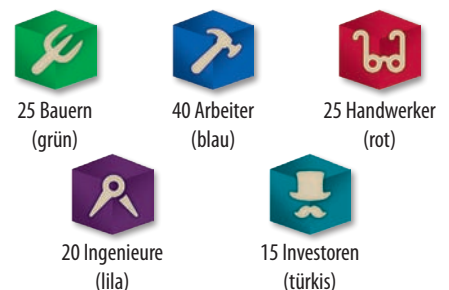 25 Bauern
(grün)
40 Arbeiter
(blau)
25 Handwerker
(rot)
20 Ingenieure
(lila)
15 Investoren
(türkis)